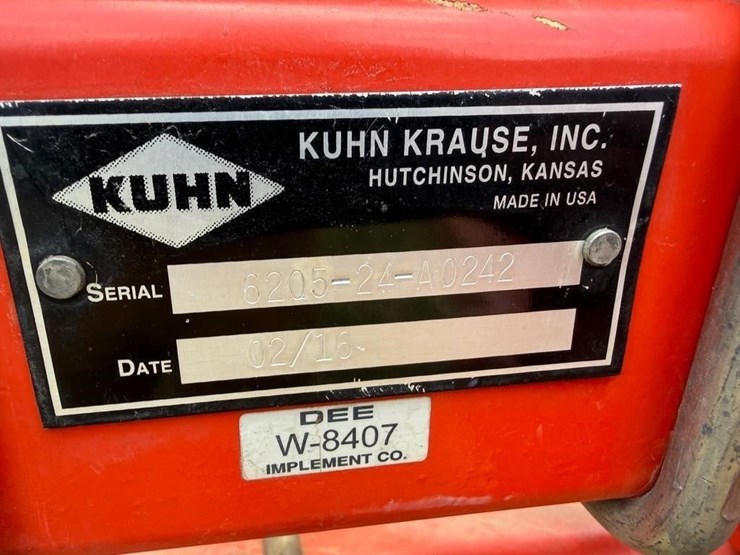 KUHN
KUHN KRAUSE, INC.
HUTCHINSON, KANSAS
MADE IN USA
SERIAL 6205-24-A0242
DATE 02/16
DEE
W-8407
IMPLEMENT CO.